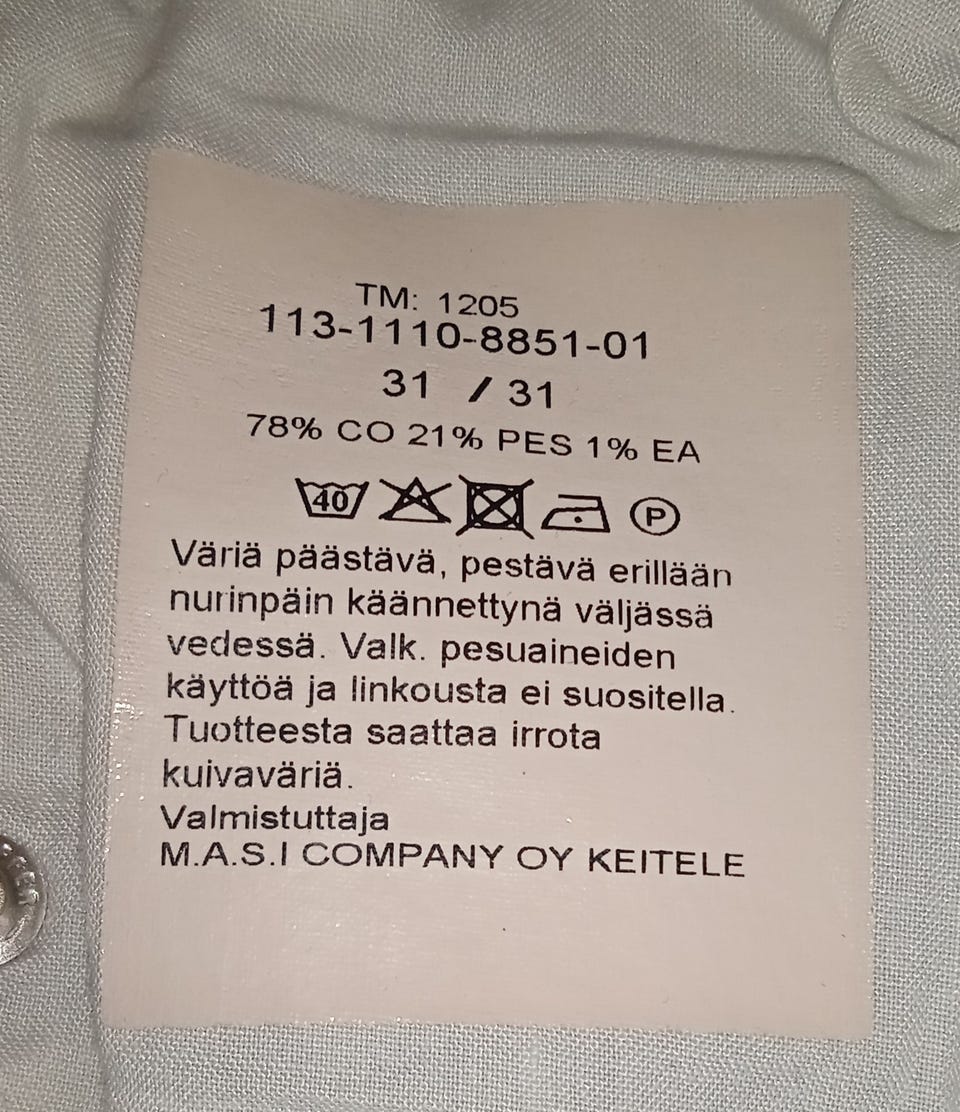 TM: 1205
113-1110-8851-01
31 / 31
78% CO 21% PES 1% EA
40 P
Väriä päästävä, pestävä erillään
nurinpäin käännettynä väljässä
vedessä. Valk. pesuaineiden
käyttöä ja linkousta ei suositella.
Tuotteesta saattaa irrota
kuivaväriä.
Valmistuttaja
M.A.S.I COMPANY OY KEITELE